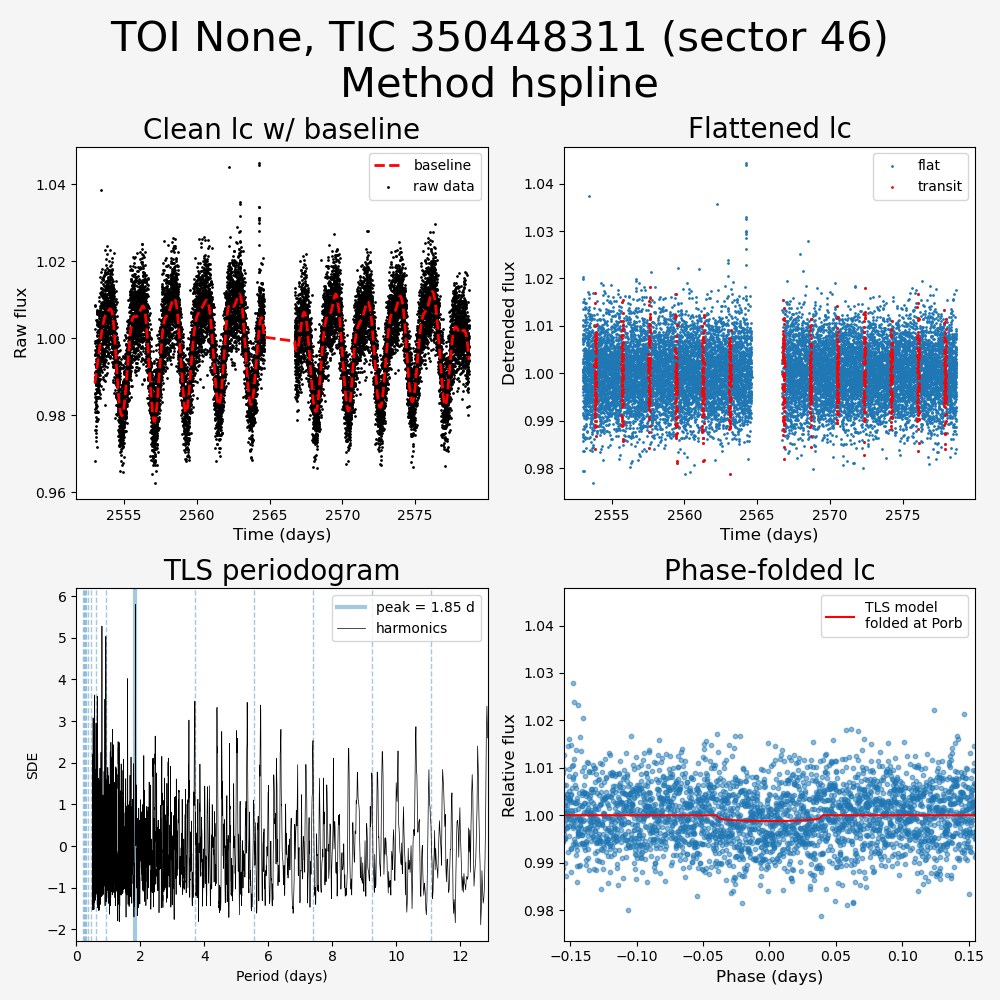 TOI None, TIC 350448311 (sector 46)
Method hspline
Clean lc w/ baseline
Raw flux
1.04
1.02
1.00
0.98
0.96
baseline
raw data
2555
2560
2565
2570
2575
Time (days)
Flattened lc
Detrended flux
1.04
1.03
1.02
1.01
1.00
0.99
0.98
flat
transit
2555
2560
2565
2570
2575
Time (days)
TLS periodogram
SDE
6
5
4
3
2
1
0
−1
−2
peak = 1.85 d
harmonics
0
2
4
6
8
10
12
Period (days)
Phase-folded lc
Relative flux
1.04
1.03
1.02
1.01
1.00
0.99
0.98
TLS model
folded at Porb
−0.15
−0.10
−0.05
0.00
0.05
0.10
0.15
Phase (days)